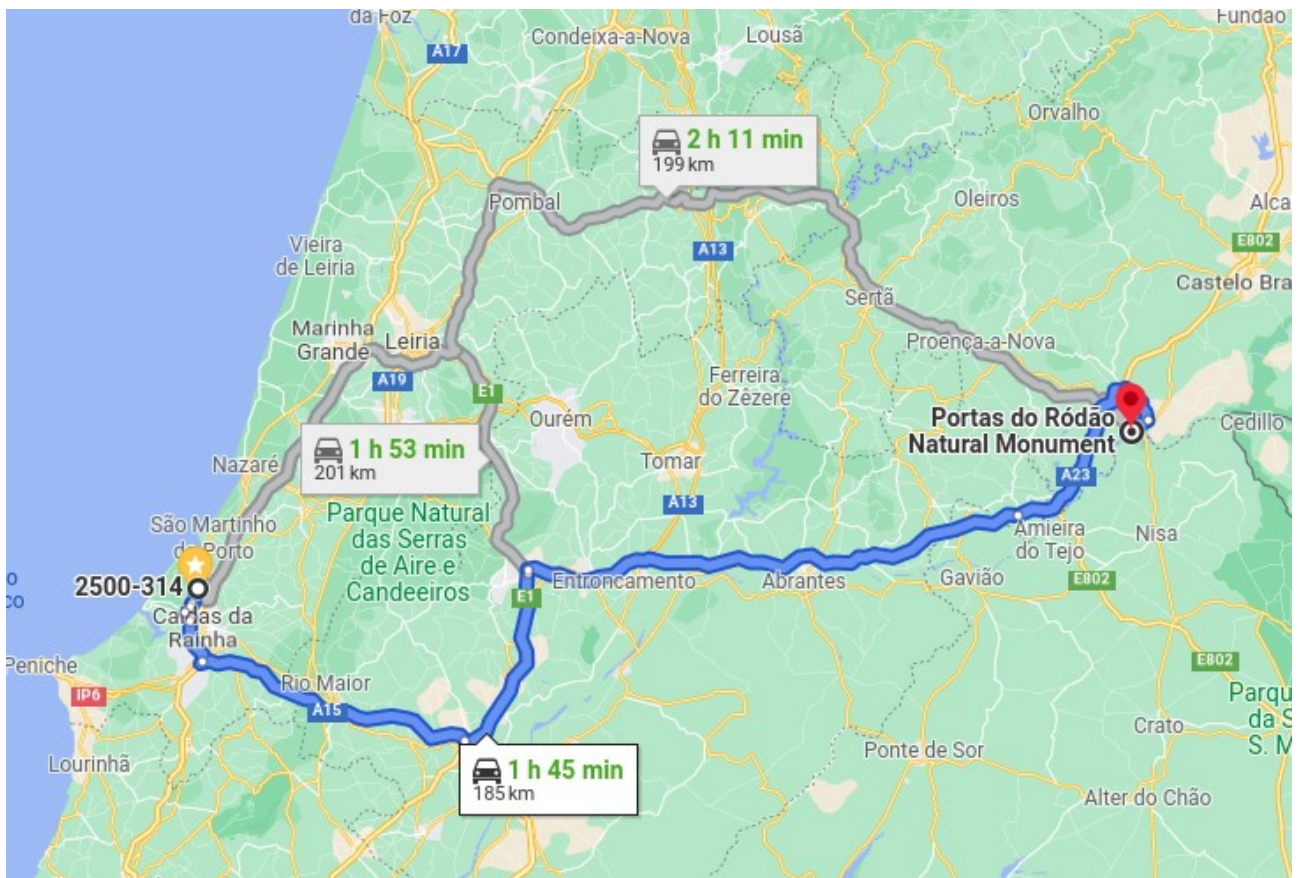 da Foz
Condeixa-a-Nova
Lousã
Fundão
A17
Orvalho
2 h 11 min
199 km
Pombal
Oleiros
Alca
Vieira
de Leiria
A13
E802
Castelo Bra
Sertã
Marinha
Grande
Leiria
Proença-a-Nova
A19
E1
Ferreira
do Zêzere
Ourém
Portas do Ródão
Natural Monument
Cedillo
1 h 53 min
201 km
Nazaré
Tomar
A23
A13
São Martinho
do Porto
Parque Natural
das Serras
de Aire e
Candeeiros
Amieira
do Tejo
Nisa
2500-314
o
co
Entroncamento
Abrantes
Gavião
E802
E1
Caldas da
Rainha
Peniche
E802
IP6
Rio Maior
A15
Parqu
da S
S. M
Crato
Lourinhã
Ponte de Sor
1 h 45 min
185 km
Alter do Chão